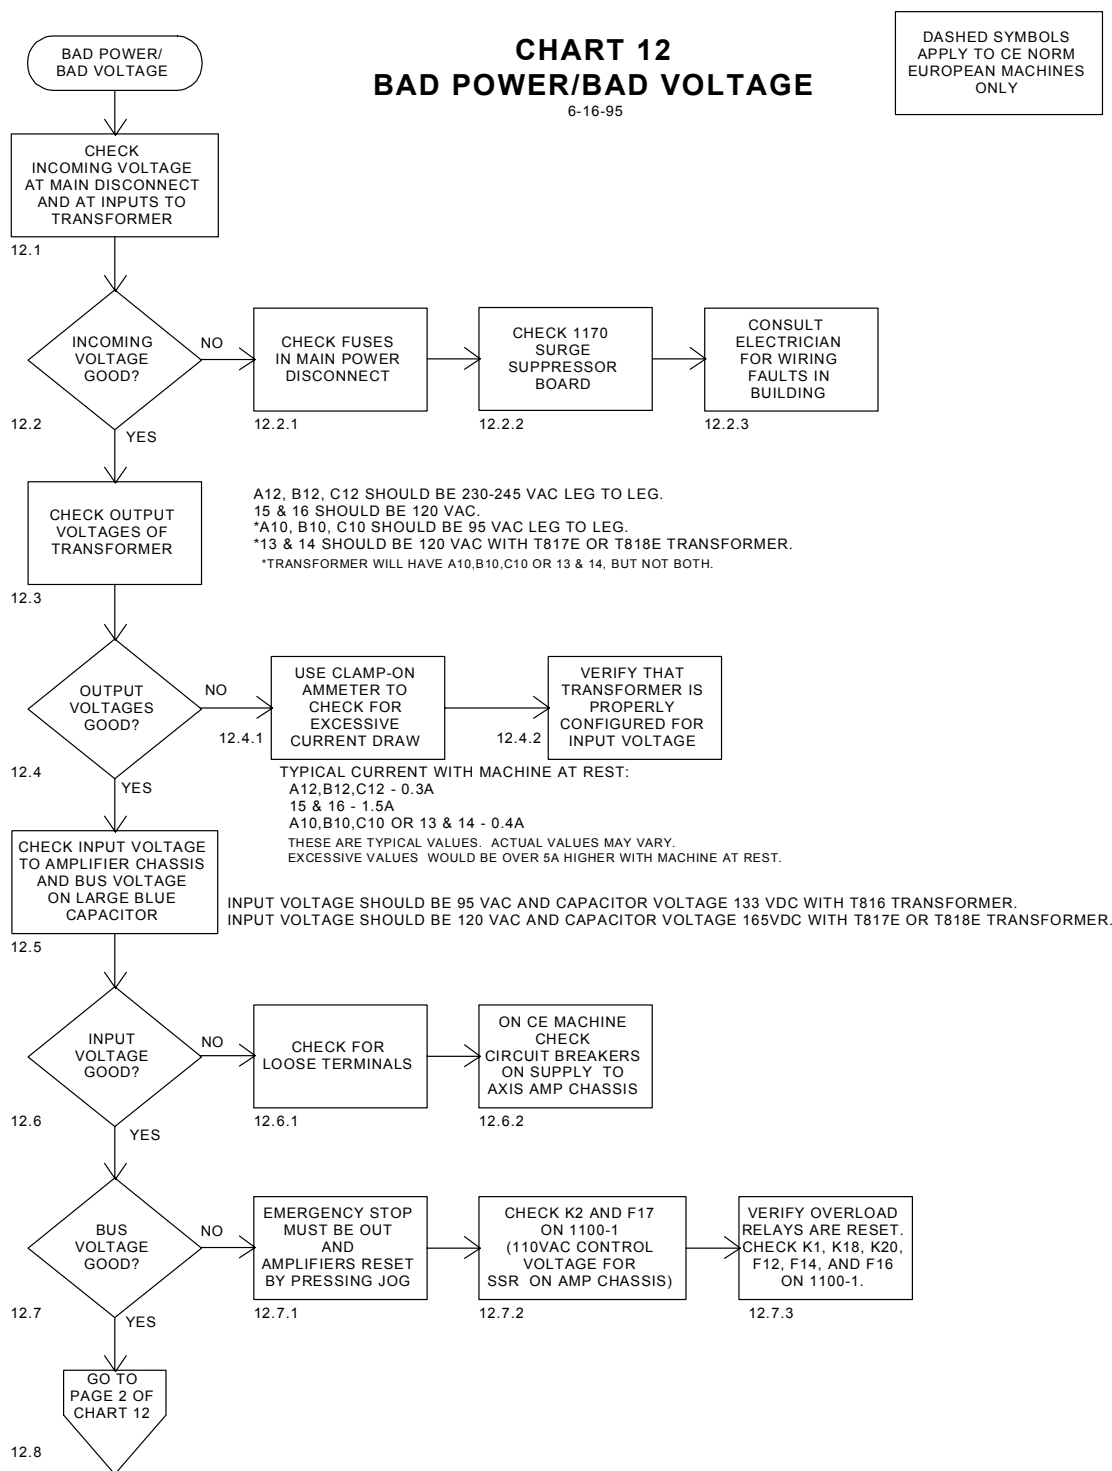 BAD POWER/
BAD VOLTAGE
CHART 12
BAD POWER/BAD VOLTAGE
6-16-95
DASHED SYMBOLS
APPLY TO CE NORM
EUROPEAN MACHINES
ONLY
CHECK
INCOMING VOLTAGE
AT MAIN DISCONNECT
AND AT INPUTS TO
TRANSFORMER
12.1
INCOMING
VOLTAGE
GOOD?
NO
12.2
YES
CHECK FUSES
IN MAIN POWER
DISCONNECT
12.2.1
CHECK 1170
SURGE
SUPPRESSOR
BOARD
12.2.2
CONSULT
ELECTRICIAN
FOR WIRING
FAULTS IN
BUILDING
12.2.3
CHECK OUTPUT
VOLTAGES OF
TRANSFORMER
12.3
A12, B12, C12 SHOULD BE 230-245 VAC LEG TO LEG.
15 & 16 SHOULD BE 120 VAC.
*A10, B10, C10 SHOULD BE 95 VAC LEG TO LEG.
*13 & 14 SHOULD BE 120 VAC WITH T817E OR T818E TRANSFORMER.
*TRANSFORMER WILL HAVE A10,B10,C10 OR 13 & 14, BUT NOT BOTH.
OUTPUT
VOLTAGES
GOOD?
NO
12.4
YES
USE CLAMP-ON
AMMETER TO
CHECK FOR
EXCESSIVE
CURRENT DRAW
12.4.1
VERIFY THAT
TRANSFORMER IS
PROPERLY
CONFIGURED FOR
INPUT VOLTAGE
12.4.2
TYPICAL CURRENT WITH MACHINE AT REST:
A12,B12,C12 - 0.3A
15 & 16 - 1.5A
A10,B10,C10 OR 13 & 14 - 0.4A
THESE ARE TYPICAL VALUES. ACTUAL VALUES MAY VARY.
EXCESSIVE VALUES WOULD BE OVER 5A HIGHER WITH MACHINE AT REST.
CHECK INPUT VOLTAGE
TO AMPLIFIER CHASSIS
AND BUS VOLTAGE
ON LARGE BLUE
CAPACITOR
12.5
INPUT VOLTAGE SHOULD BE 95 VAC AND CAPACITOR VOLTAGE 133 VDC WITH T816 TRANSFORMER.
INPUT VOLTAGE SHOULD BE 120 VAC AND CAPACITOR VOLTAGE 165VDC WITH T817E OR T818E TRANSFORMER.
INPUT
VOLTAGE
GOOD?
NO
12.6
YES
CHECK FOR
LOOSE TERMINALS
12.6.1
ON CE MACHINE
CHECK
CIRCUIT BREAKERS
ON SUPPLY TO
AXIS AMP CHASSIS
12.6.2
BUS
VOLTAGE
GOOD?
NO
12.7
YES
EMERGENCY STOP
MUST BE OUT
AND
AMPLIFIERS RESET
BY PRESSING JOG
12.7.1
CHECK K2 AND F17
ON 1100-1
(110VAC CONTROL
VOLTAGE FOR
SSR ON AMP CHASSIS)
12.7.2
VERIFY OVERLOAD
RELAYS ARE RESET.
CHECK K1, K18, K20,
F12, F14, AND F16
ON 1100-1.
12.7.3
GO TO
PAGE 2 OF
CHART 12
12.8